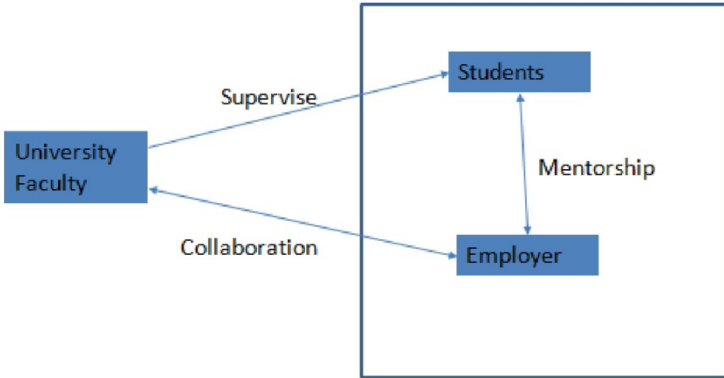 Students
Supervise
University
Faculty
Mentorship
Collaboration
Employer